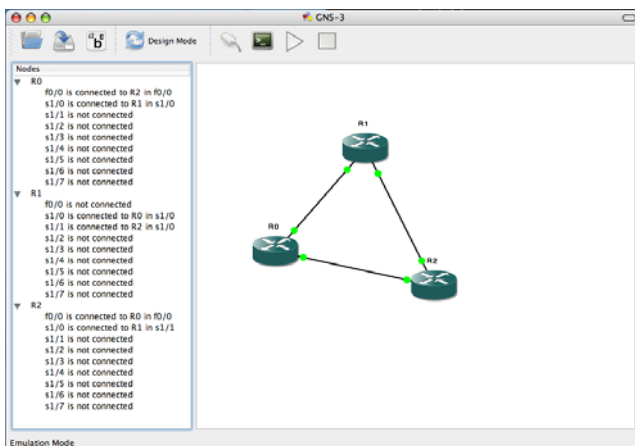 GNS-3
a b
Design Mode
Nodes
R0
f0/0 is connected to R2 in f0/0
s1/0 is connected to R1 in s1/0
s1/1 is not connected
s1/2 is not connected
s1/3 is not connected
s1/4 is not connected
s1/5 is not connected
s1/6 is not connected
s1/7 is not connected
R1
f0/0 is not connected
s1/0 is connected to R0 in s1/0
s1/1 is connected to R2 in s1/0
s1/2 is not connected
s1/3 is not connected
s1/4 is not connected
s1/5 is not connected
s1/6 is not connected
s1/7 is not connected
R2
f0/0 is connected to R0 in f0/0
s1/0 is connected to R1 in s1/1
s1/1 is not connected
s1/2 is not connected
s1/3 is not connected
s1/4 is not connected
s1/5 is not connected
s1/6 is not connected
s1/7 is not connected
R1
R0
R2
Emulation Mode